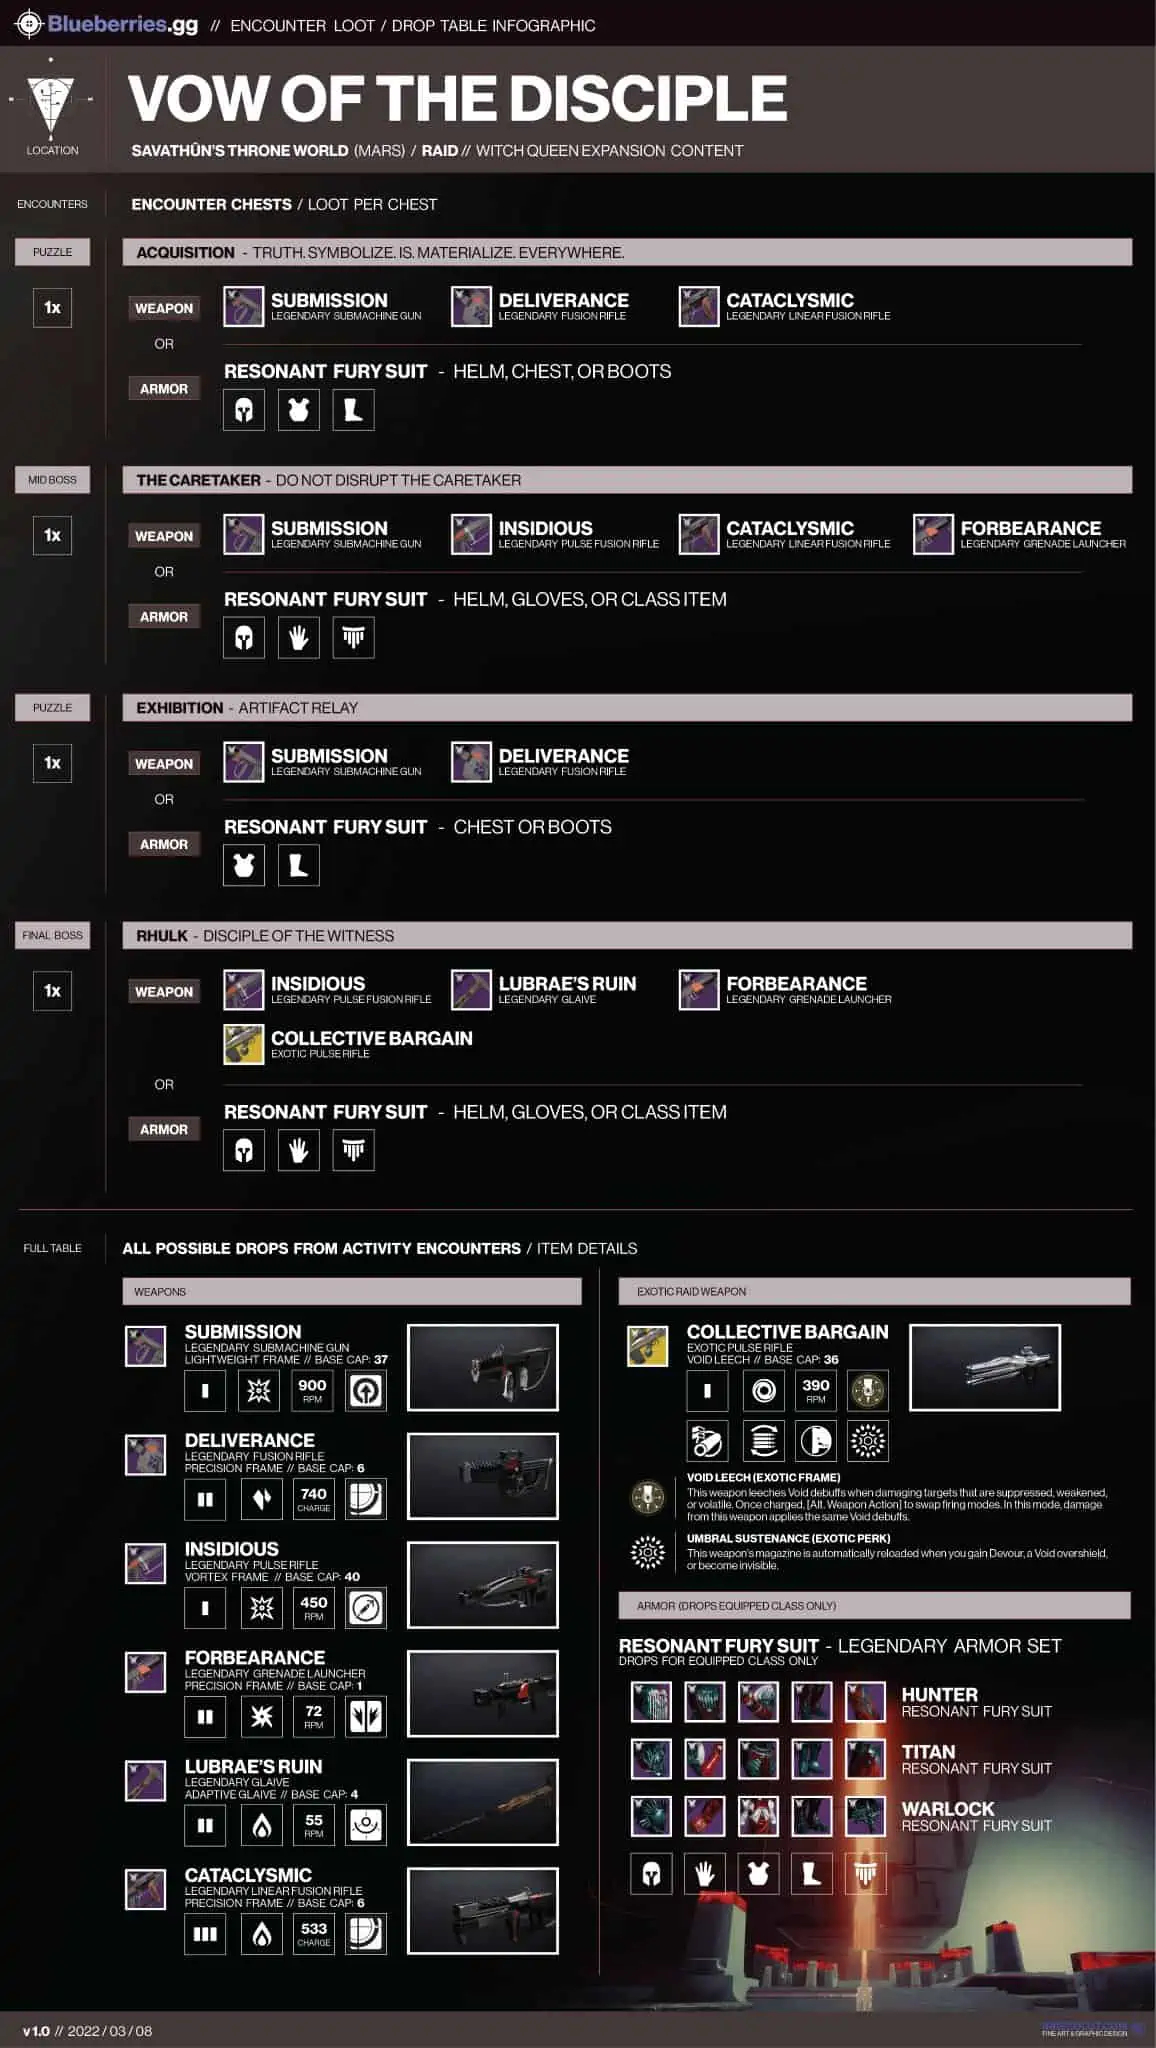 Blueberries.gg // ENCOUNTER LOOT / DROP TABLE INFOGRAPHIC
VOW OF THE DISCIPLE
LOCATION
SAVATHÛN'S THRONE WORLD (MARS) / RAID // WITCH QUEEN EXPANSION CONTENT
ENCOUNTERS
ENCOUNTER CHESTS / LOOT PER CHEST
PUZZLE
ACQUISITION - TRUTH. SYMBOLIZE. IS. MATERIALIZE. EVERYWHERE.
1x
WEAPON
SUBMISSION
LEGENDARY SUBMACHINE GUN
DELIVERANCE
LEGENDARY FUSION RIFLE
CATACLYSMIC
LEGENDARY LINEAR FUSION RIFLE
OR
ARMOR
RESONANT FURY SUIT - HELM, CHEST, OR BOOTS
MID BOSS
THE CARETAKER - DO NOT DISRUPT THE CARETAKER
1x
WEAPON
SUBMISSION
LEGENDARY SUBMACHINE GUN
INSIDIOUS
LEGENDARY PULSE FUSION RIFLE
CATACLYSMIC
LEGENDARY LINEAR FUSION RIFLE
FORBEARANCE
LEGENDARY GRENADE LAUNCHER
OR
ARMOR
RESONANT FURY SUIT - HELM, GLOVES, OR CLASS ITEM
PUZZLE
EXHIBITION - ARTIFACT RELAY
1x
WEAPON
SUBMISSION
LEGENDARY SUBMACHINE GUN
DELIVERANCE
LEGENDARY FUSION RIFLE
OR
ARMOR
RESONANT FURY SUIT - CHEST OR BOOTS
FINAL BOSS
RHULK - DISCIPLE OF THE WITNESS
1x
WEAPON
INSIDIOUS
LEGENDARY PULSE FUSION RIFLE
LUBRAE'S RUIN
LEGENDARY GLAIVE
FORBEARANCE
LEGENDARY GRENADE LAUNCHER
COLLECTIVE BARGAIN
EXOTIC PULSE RIFLE
OR
ARMOR
RESONANT FURY SUIT - HELM, GLOVES, OR CLASS ITEM
FULL TABLE
ALL POSSIBLE DROPS FROM ACTIVITY ENCOUNTERS / ITEM DETAILS
WEAPONS
SUBMISSION
LEGENDARY SUBMACHINE GUN
LIGHTWEIGHT FRAME // BASE CAP: 37
900
RPM
DELIVERANCE
LEGENDARY FUSION RIFLE
PRECISION FRAME // BASE CAP: 6
740
CHARGE
INSIDIOUS
LEGENDARY PULSE RIFLE
VORTEX FRAME // BASE CAP: 40
450
RPM
FORBEARANCE
LEGENDARY GRENADE LAUNCHER
PRECISION FRAME // BASE CAP: 1
72
RPM
LUBRAE'S RUIN
LEGENDARY GLAIVE
ADAPTIVE GLAIVE // BASE CAP: 4
55
RPM
CATACLYSMIC
LEGENDARY LINEAR FUSION RIFLE
PRECISION FRAME // BASE CAP: 6
533
CHARGE
EXOTIC RAID WEAPON
COLLECTIVE BARGAIN
EXOTIC PULSE RIFLE
VOID LEECH // BASE CAP: 36
390
RPM
VOID LEECH (EXOTIC FRAME)
This weapon leeches Void debuffs when damaging targets that are suppressed, weakened,
or volatile. Once charged, [Alt. Weapon Action] to swap firing modes. In this mode, damage
from this weapon applies the same Void debuffs.
UMBRAL SUSTENANCE (EXOTIC PERK)
This weapon's magazine is automatically reloaded when you gain Devour, a Void overshield,
or become invisible.
ARMOR (DROPS EQUIPPED CLASS ONLY)
RESONANT FURY SUIT - LEGENDARY ARMOR SET
DROPS FOR EQUIPPED CLASS ONLY
HUNTER
RESONANT FURY SUIT
TITAN
RESONANT FURY SUIT
WARLOCK
RESONANT FURY SUIT
v 1.0 // 2022 / 03 / 08
FINE ART & GRAPHIC DESIGN